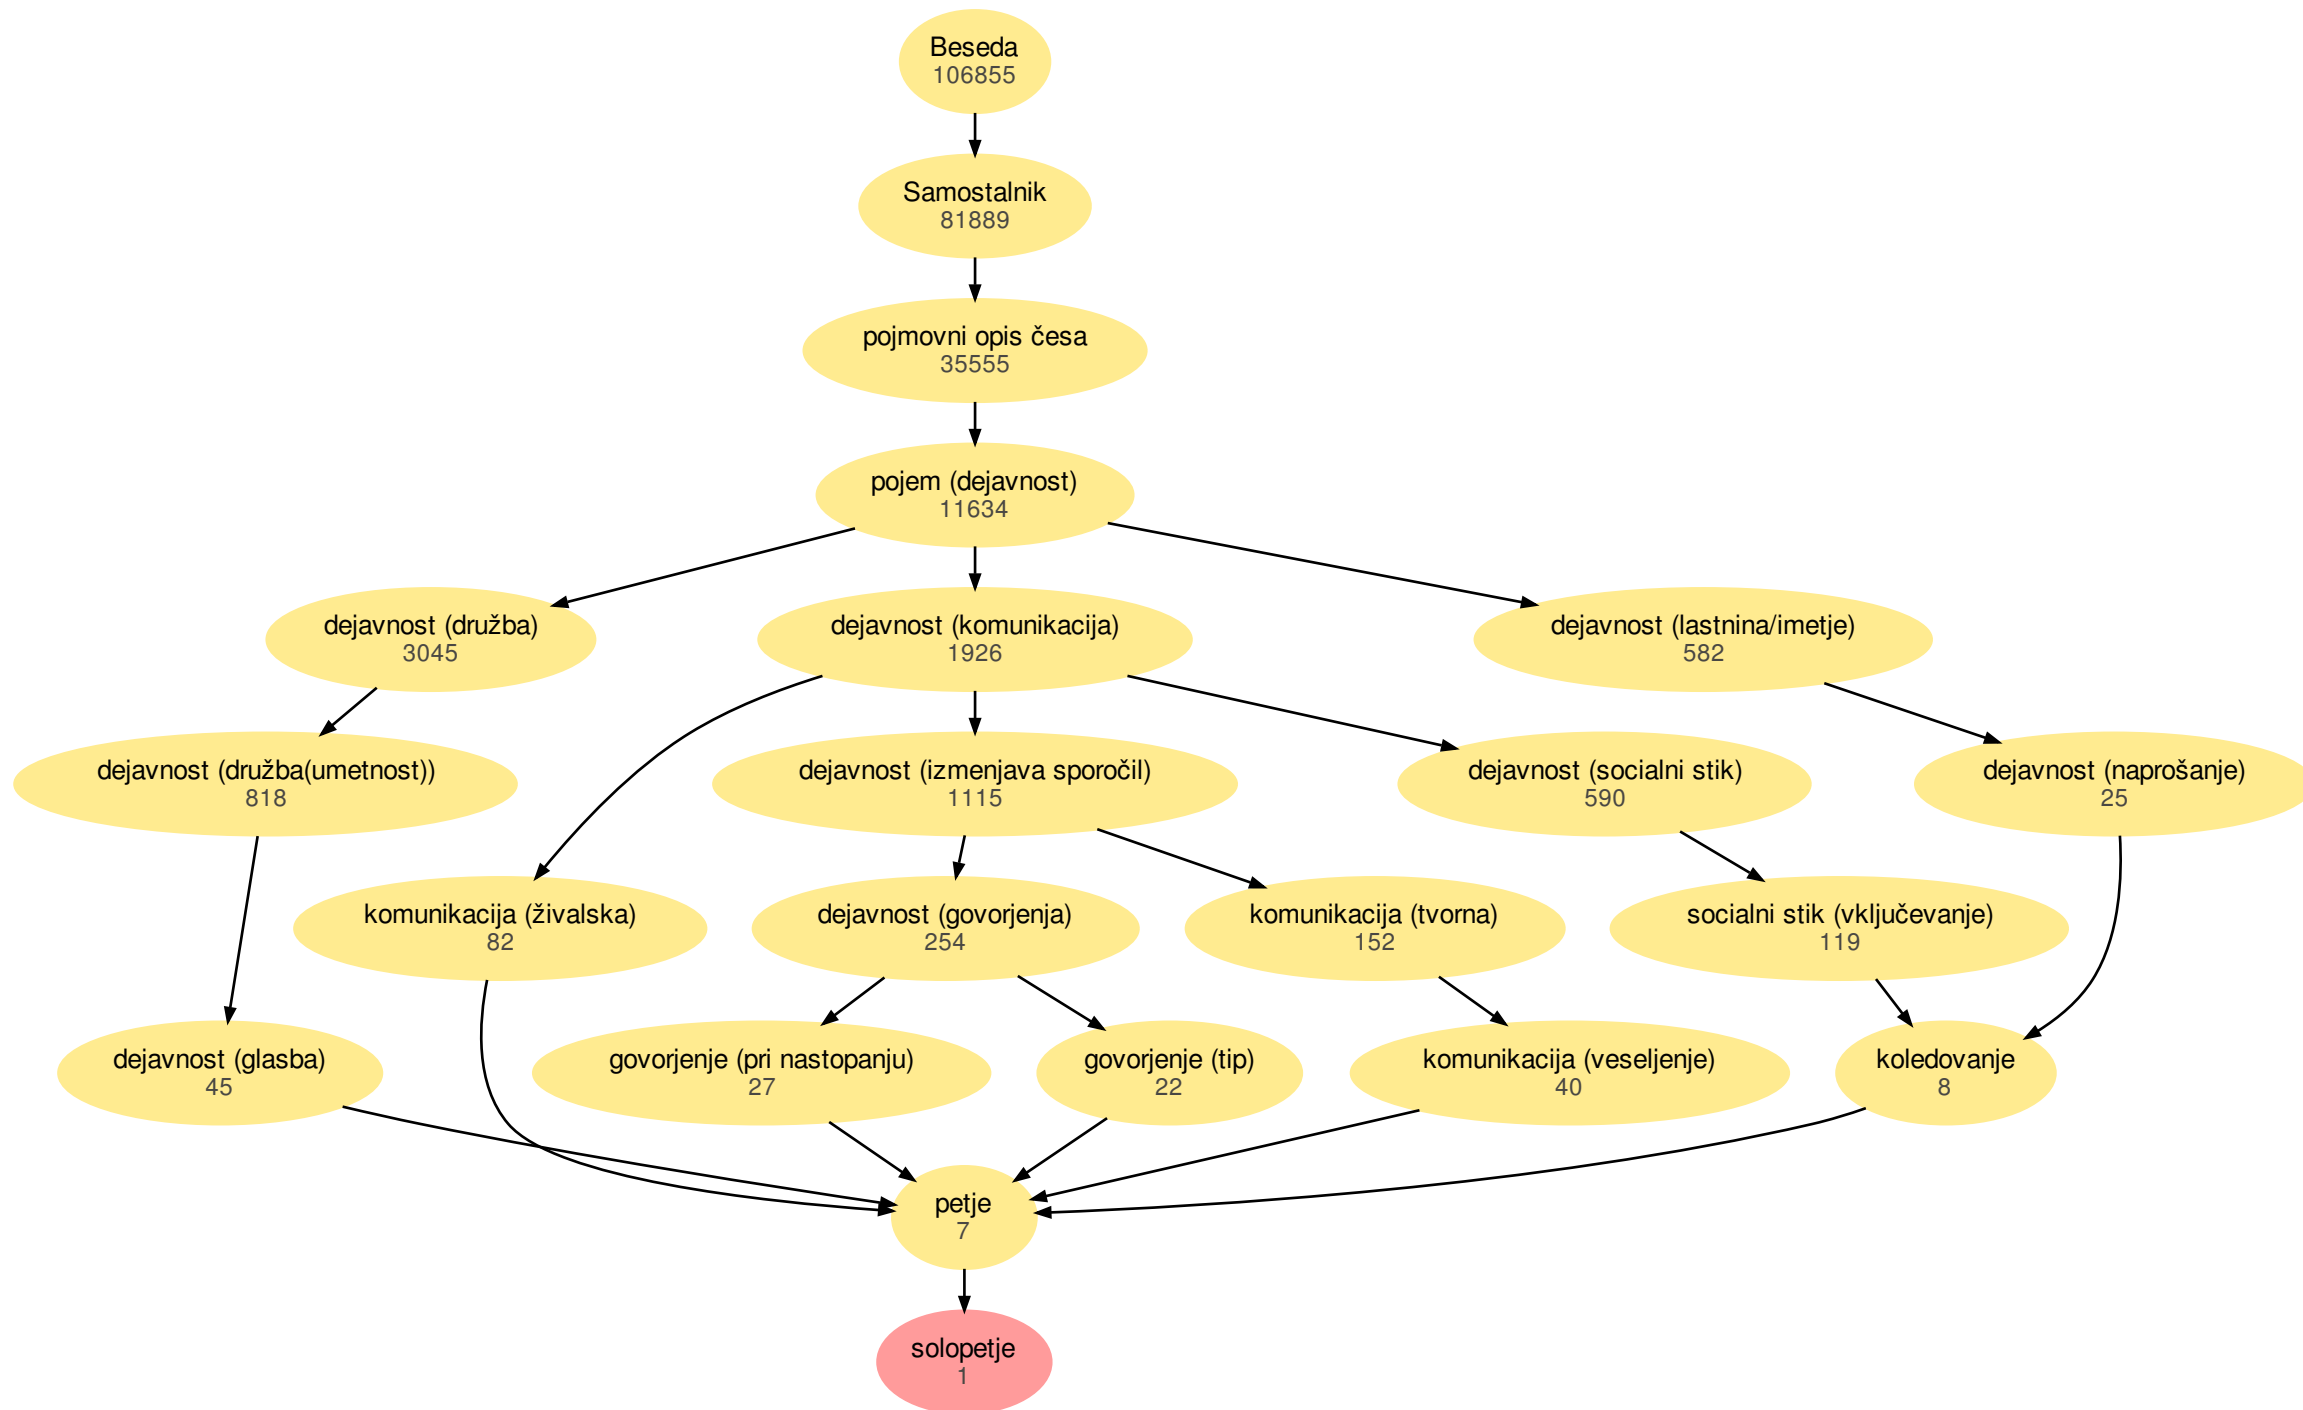 Beseda
106855
Samostalnik
81889
pojmovni opis česa
35555
pojem (dejavnost)
11634
dejavnost (družba)
3045
dejavnost (komunikacija)
1926
dejavnost (lastnina/imetje)
582
dejavnost (družba(umetnost))
818
dejavnost (izmenjava sporočil)
1115
dejavnost (socialni stik)
590
dejavnost (naprošanje)
25
komunikacija (živalska)
82
dejavnost (govorjenja)
254
komunikacija (tvorna)
152
socialni stik (vključevanje)
119
dejavnost (glasba)
45
govorjenje (pri nastopanju)
27
govorjenje (tip)
22
komunikacija (veseljenje)
40
koledovanje
8
petje
7
solopetje
1